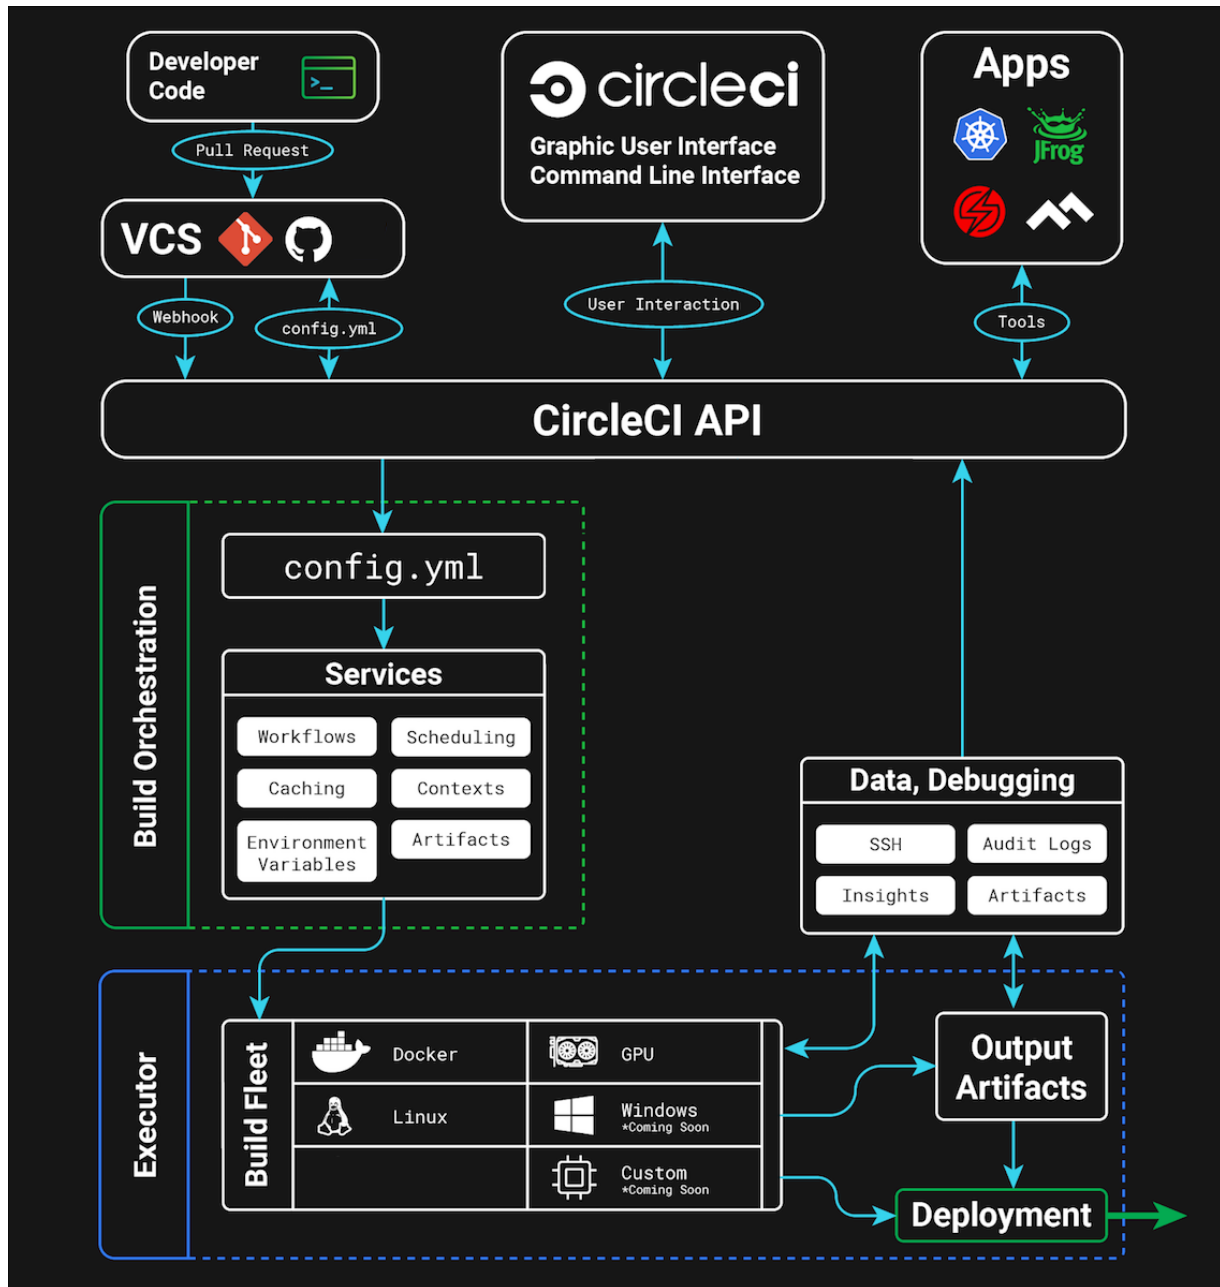 Developer
Code
>_
Pull Request
VCS
Webhook
config.yml
circleci
Graphic User Interface
Command Line Interface
User Interaction
Apps
JFrog
Tools
CircleCI API
Build Orchestration
config.yml
Services
Workflows
Scheduling
Caching
Contexts
Environment
Variables
Artifacts
Data, Debugging
SSH
Audit Logs
Insights
Artifacts
Executor
Build Fleet
Docker
GPU
Linux
Windows
*Coming Soon
Custom
*Coming Soon
Output
Artifacts
Deployment